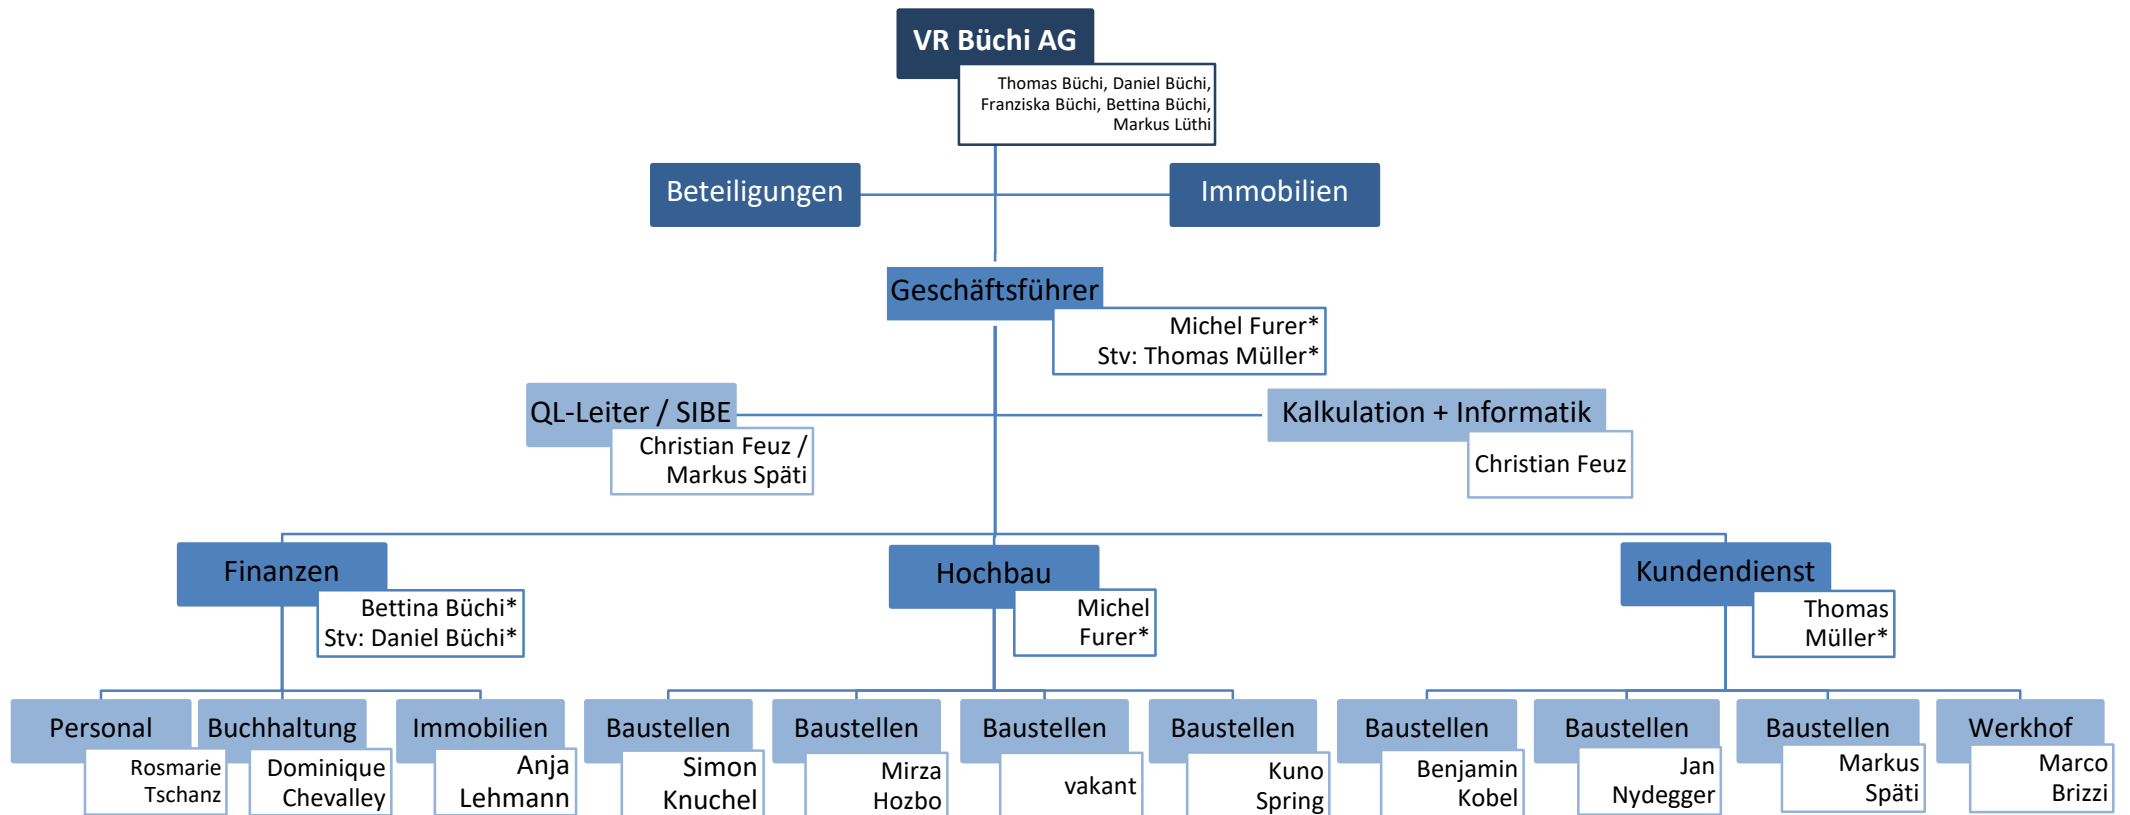 VR Büchi AG
Thomas Büchi, Daniel Büchi,
Franziska Büchi, Bettina Büchi,
Markus Lüthi
Beteiligungen
Immobilien
Geschäftsführer
Michel Furer*
Stv: Thomas Müller*
QL-Leiter / SIBE
Christian Feuz /
Markus Späti
Kalkulation + Informatik
Christian Feuz
Finanzen
Bettina Büchi*
Stv: Daniel Büchi*
Hochbau
Michel
Furer*
Kundendienst
Thomas
Müller*
Personal
Rosmarie
Tschanz
Buchhaltung
Dominique
Chevalley
Immobilien
Anja
Lehmann
Baustellen
Simon
Knuchel
Baustellen
Mirza
Hozbo
Baustellen
vakant
Baustellen
Kuno
Spring
Baustellen
Benjamin
Kobel
Baustellen
Jan
Nydegger
Baustellen
Markus
Späti
Werkhof
Marco
Brizzi